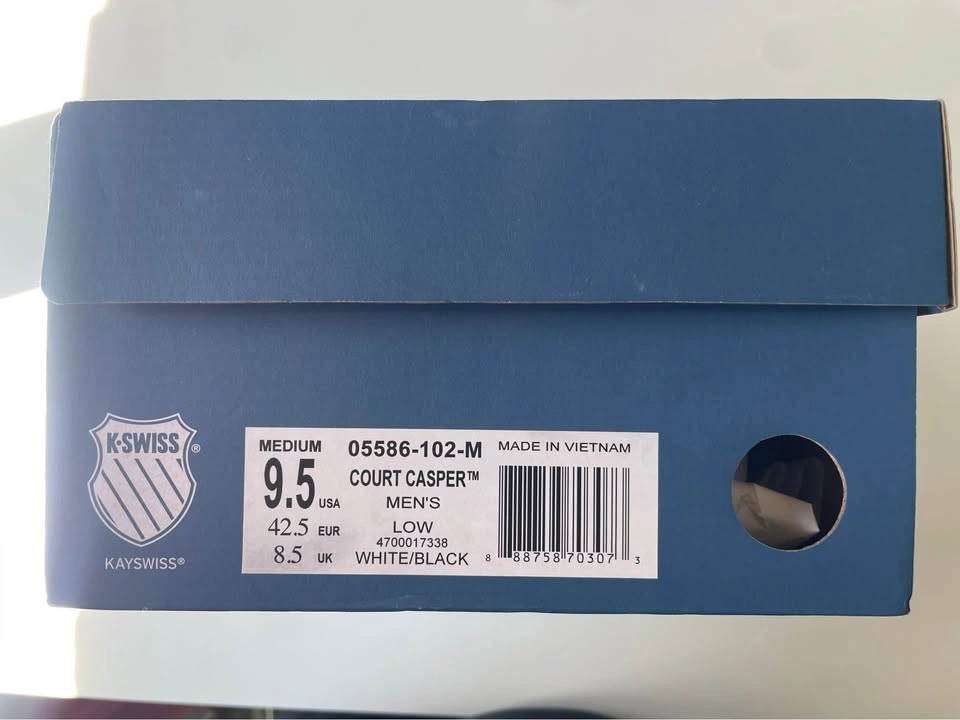 K·SWISS®
KAYSWISS®
MEDIUM
9.5 USA
42.5 EUR
8.5 UK
05586-102-M
COURT CASPER™
MEN'S
LOW
4700017338
WHITE/BLACK
MADE IN VIETNAM
8 88758 70307 3